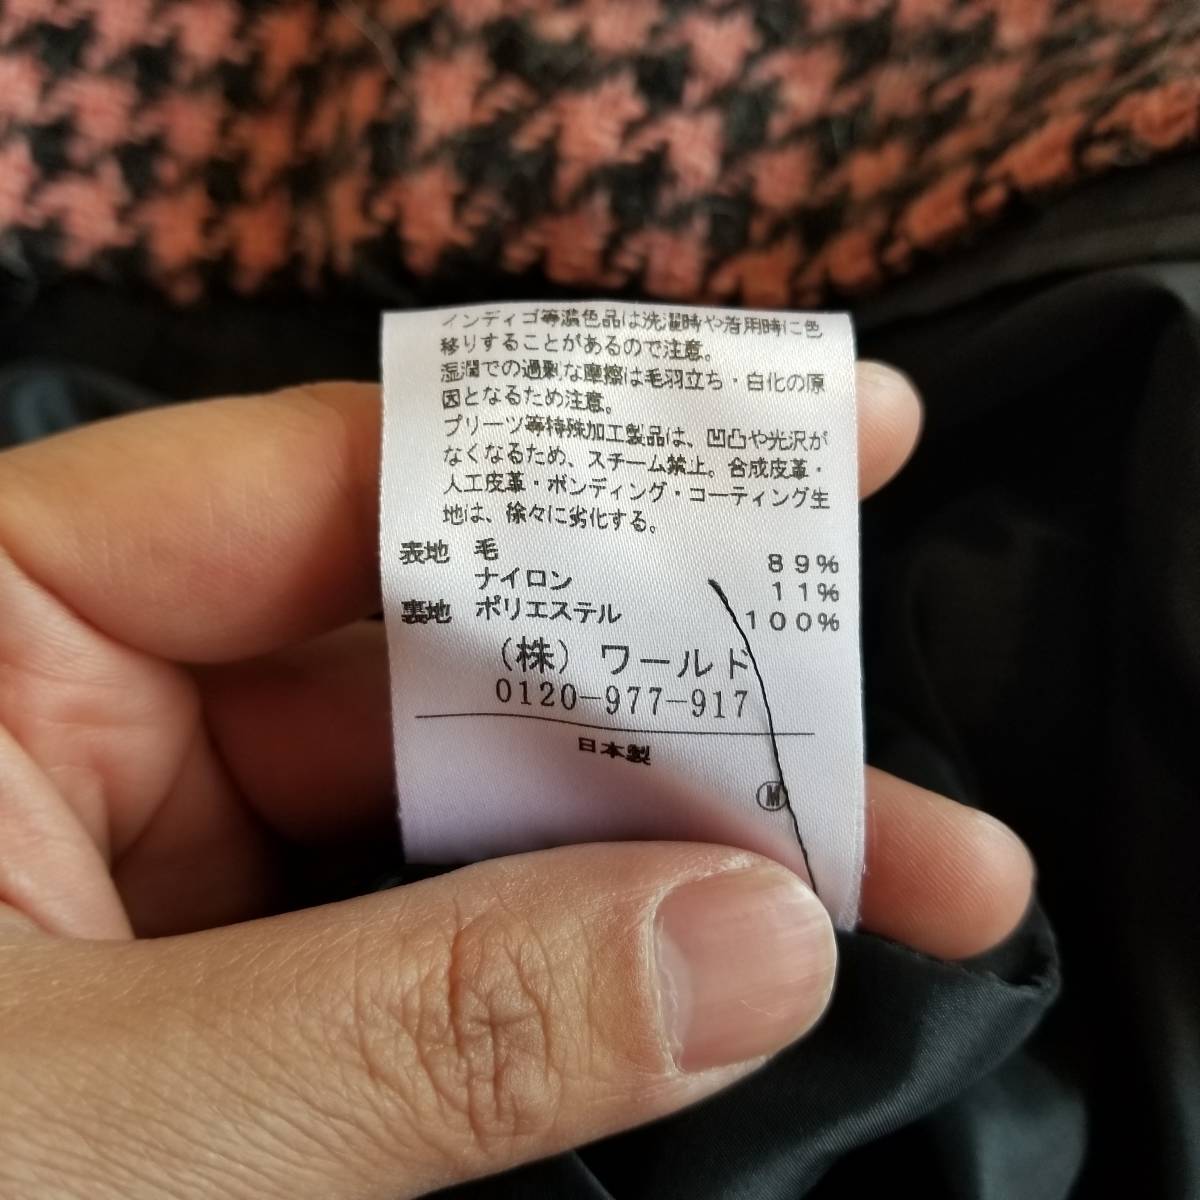 インディゴ等濃色品は洗濯時や着用時に色
移りすることがあるので注意。
湿潤での過剰な摩擦は毛羽立ち・白化の原
因となるため注意。
プリーツ等特殊加工製品は、凹凸や光沢が
なくなるため、スチーム禁止。合成皮革・
人工皮革・ボンディング・コーティング生
地は、徐々に劣化する。
表地 毛 89%
ナイロン 11%
裏地 ポリエステル 100%
(株) ワールド
0120-977-917
日本製
Ⓜ